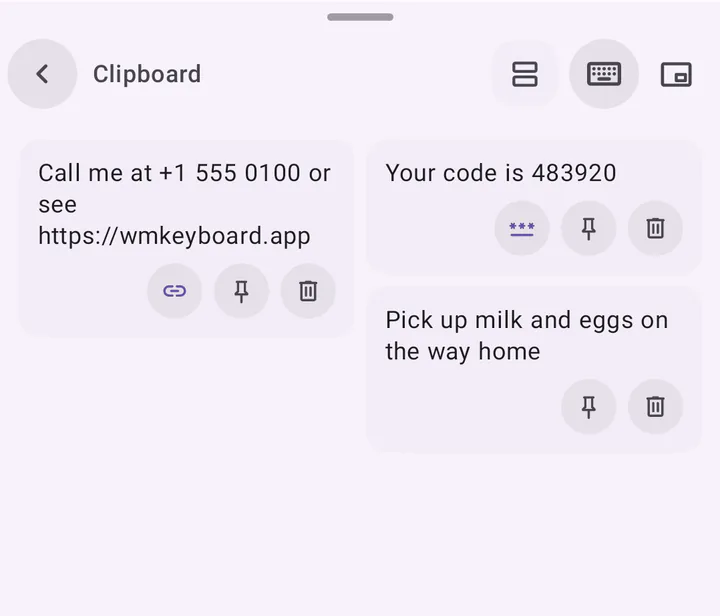 Clipboard
Call me at +1 555 0100 or
see
https://wmkeyboard.app
Your code is 483920
Pick up milk and eggs on
the way home